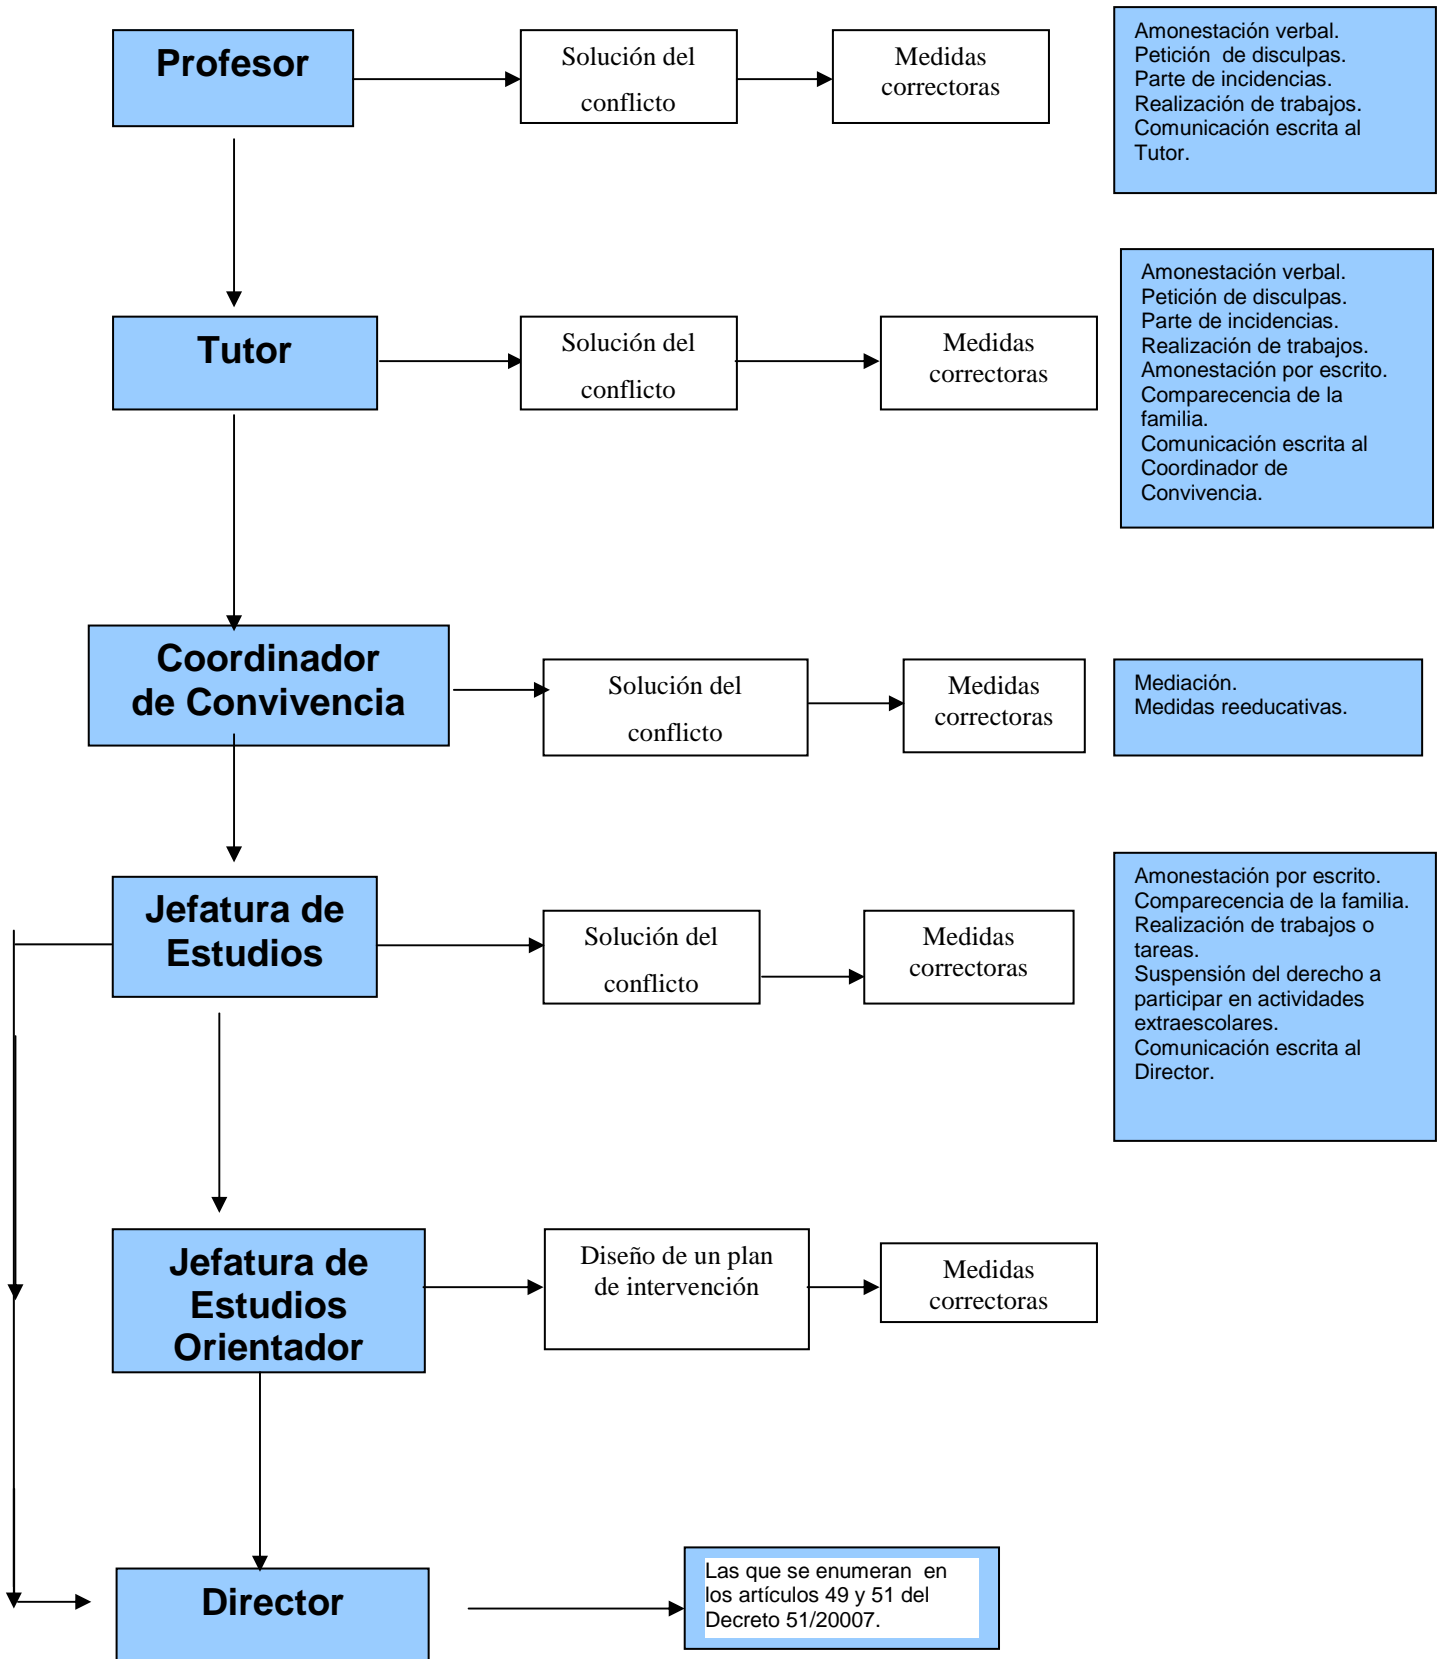 Profesor
Solución del
conflicto
Medidas
correctoras
Amonestación verbal.
Petición  de disculpas.
Parte de incidencias.
Realización de trabajos.
Comunicación escrita al
Tutor.
Tutor
Solución del
conflicto
Medidas
correctoras
Amonestación verbal.
Petición de disculpas.
Parte de incidencias.
Realización de trabajos.
Amonestación por escrito.
Comparecencia de la
familia.
Comunicación escrita al
Coordinador de
Convivencia.
Coordinador
de Convivencia
Solución del
conflicto
Medidas
correctoras
Mediación.
Medidas reeducativas.
Jefatura de
Estudios
Solución del
conflicto
Medidas
correctoras
Amonestación por escrito.
Comparecencia de la familia.
Realización de trabajos o
tareas.
Suspensión del derecho a
participar en actividades
extraescolares.
Comunicación escrita al
Director.
Jefatura de
Estudios
Orientador
Diseño de un plan
de intervención
Medidas
correctoras
Director
Las que se enumeran  en
los artículos 49 y 51 del
Decreto 51/20007.